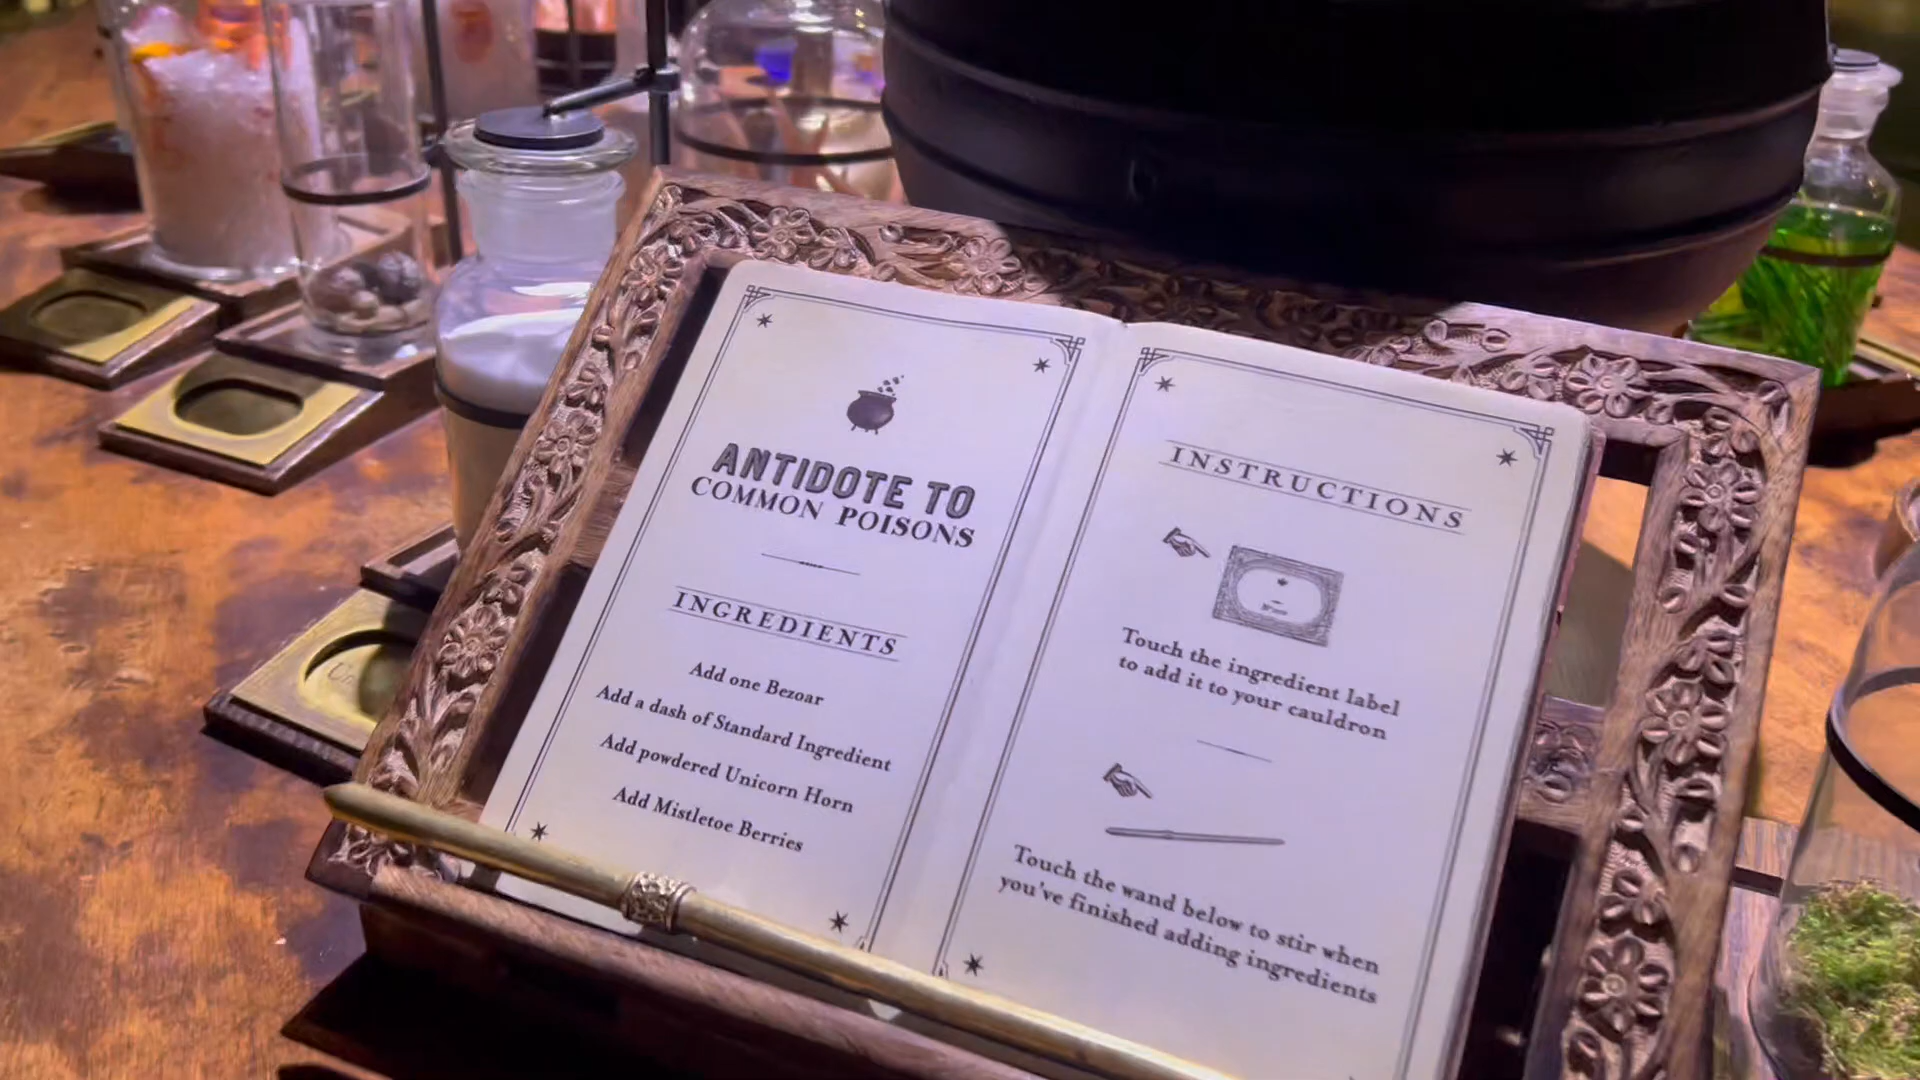 ANTIDOTE TO
COMMON POISONS
INGREDIENTS
Add one Bezoar
Add a dash of Standard Ingredient
Add powdered Unicorn Horn
Add Mistletoe Berries
INSTRUCTIONS
Touch the ingredient label
to add it to your cauldron
Touch the wand below to stir when
you've finished adding ingredients